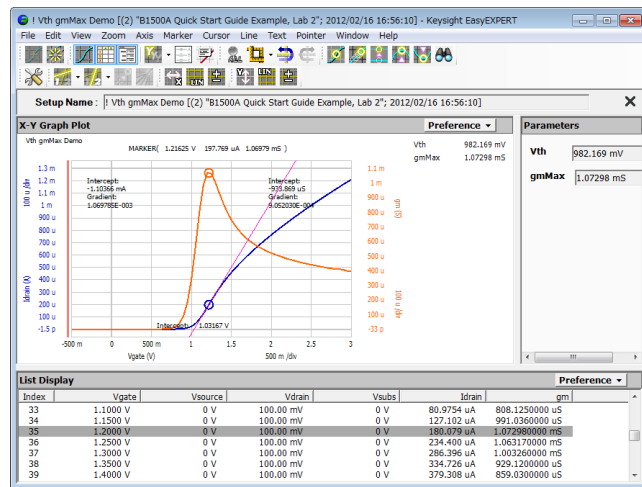 ! Vth gmMax Demo [(2) "B1500A Quick Start Guide Example, Lab 2"; 2012/02/16 16:56:10] - Keysight EasyEXPERT
File Edit View Zoom Axis Marker Cursor Line Text Pointer Window Help
Setup Name : ! Vth gmMax Demo [(2) "B1500A Quick Start Guide Example, Lab 2"; 2012/02/16 16:56:10]
X-Y Graph Plot Preference
Vth gmMax Demo
MARKER( 1.21625 V 197.769 uA 1.06979 mS )
Vth 982.169 mV
gmMax 1.07298 mS
Intercept:
-1.10366 mA
Gradient:
1.069785E-003
Intercept:
-933.869 uS
Gradient:
9.052030E-004
Intercept: 1.03167 V
100 u /div
Idrain (A)
1.3 m
1.2 m
1.1 m
1 m
900 u
800 u
700 u
600 u
500 u
400 u
300 u
200 u
100 u
-1.5 p
1.1 m
1 m
900 u
800 u
700 u
600 u
500 u
400 u
300 u
200 u
100 u
-33 p
gm (S)
100 u /div
-500 m 0 500 m 1 1.5 2 2.5 3
Vgate (V) 500 m /div
Parameters
Vth 982.169 mV
gmMax 1.07298 mS
List Display Preference
Index Vgate Vsource Vdrain Vsubs Idrain gm
33 1.1000 V 0 V 100.00 mV 0 V 80.9754 uA 808.1250000 uS
34 1.1500 V 0 V 100.00 mV 0 V 127.102 uA 991.0360000 uS
35 1.2000 V 0 V 100.00 mV 0 V 180.079 uA 1.072980000 mS
36 1.2500 V 0 V 100.00 mV 0 V 234.400 uA 1.063170000 mS
37 1.3000 V 0 V 100.00 mV 0 V 286.396 uA 1.003260000 mS
38 1.3500 V 0 V 100.00 mV 0 V 334.726 uA 929.1200000 uS
39 1.4000 V 0 V 100.00 mV 0 V 379.308 uA 859.0300000 uS